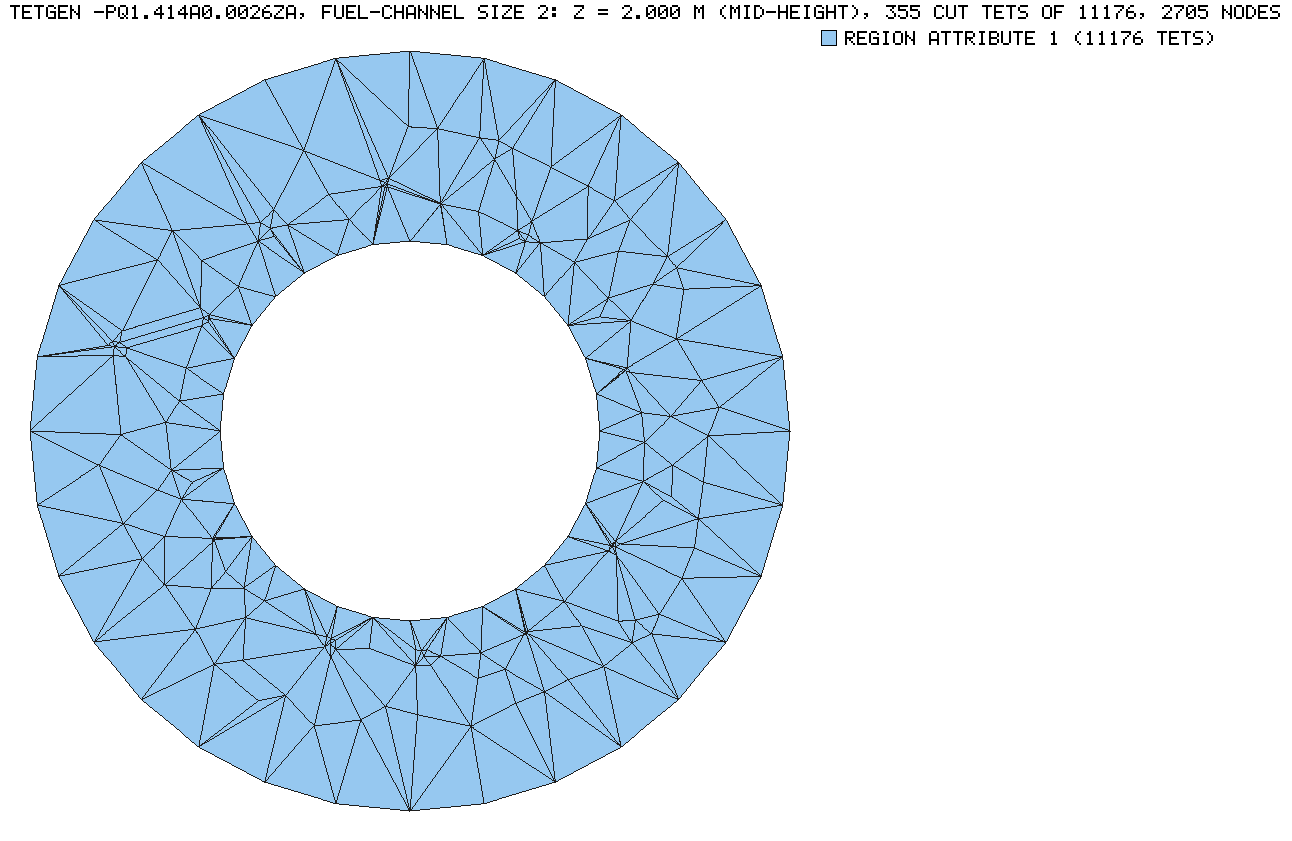 TETGEN -PQ1.414A0.0026ZA, FUEL-CHANNEL SIZE 2: Z = 2.000 M (MID-HEIGHT), 355 CUT TETS OF 11176, 2705 NODES
REGION ATTRIBUTE 1 (11176 TETS)